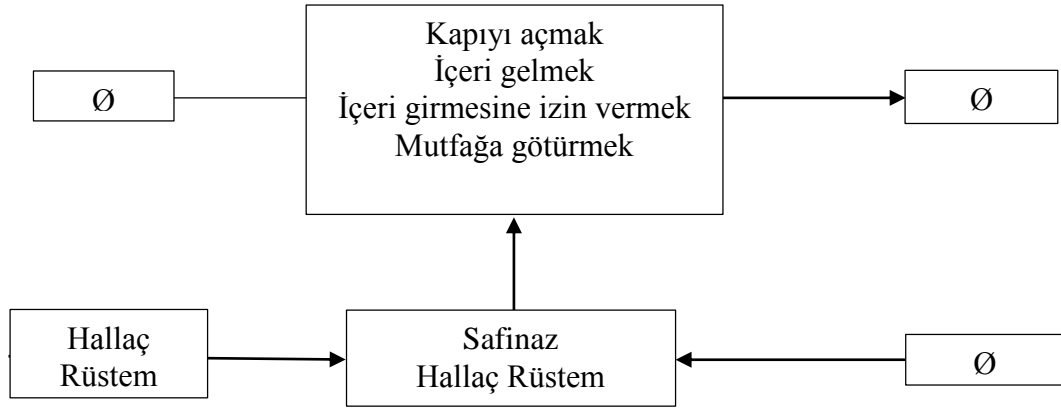 Kapıyı açmak
İçeri gelmek
İçeri girmesine izin vermek
Mutfağa götürmek
Ø
Ø
Hallaç
Rüstem
Safinaz
Hallaç Rüstem
Ø